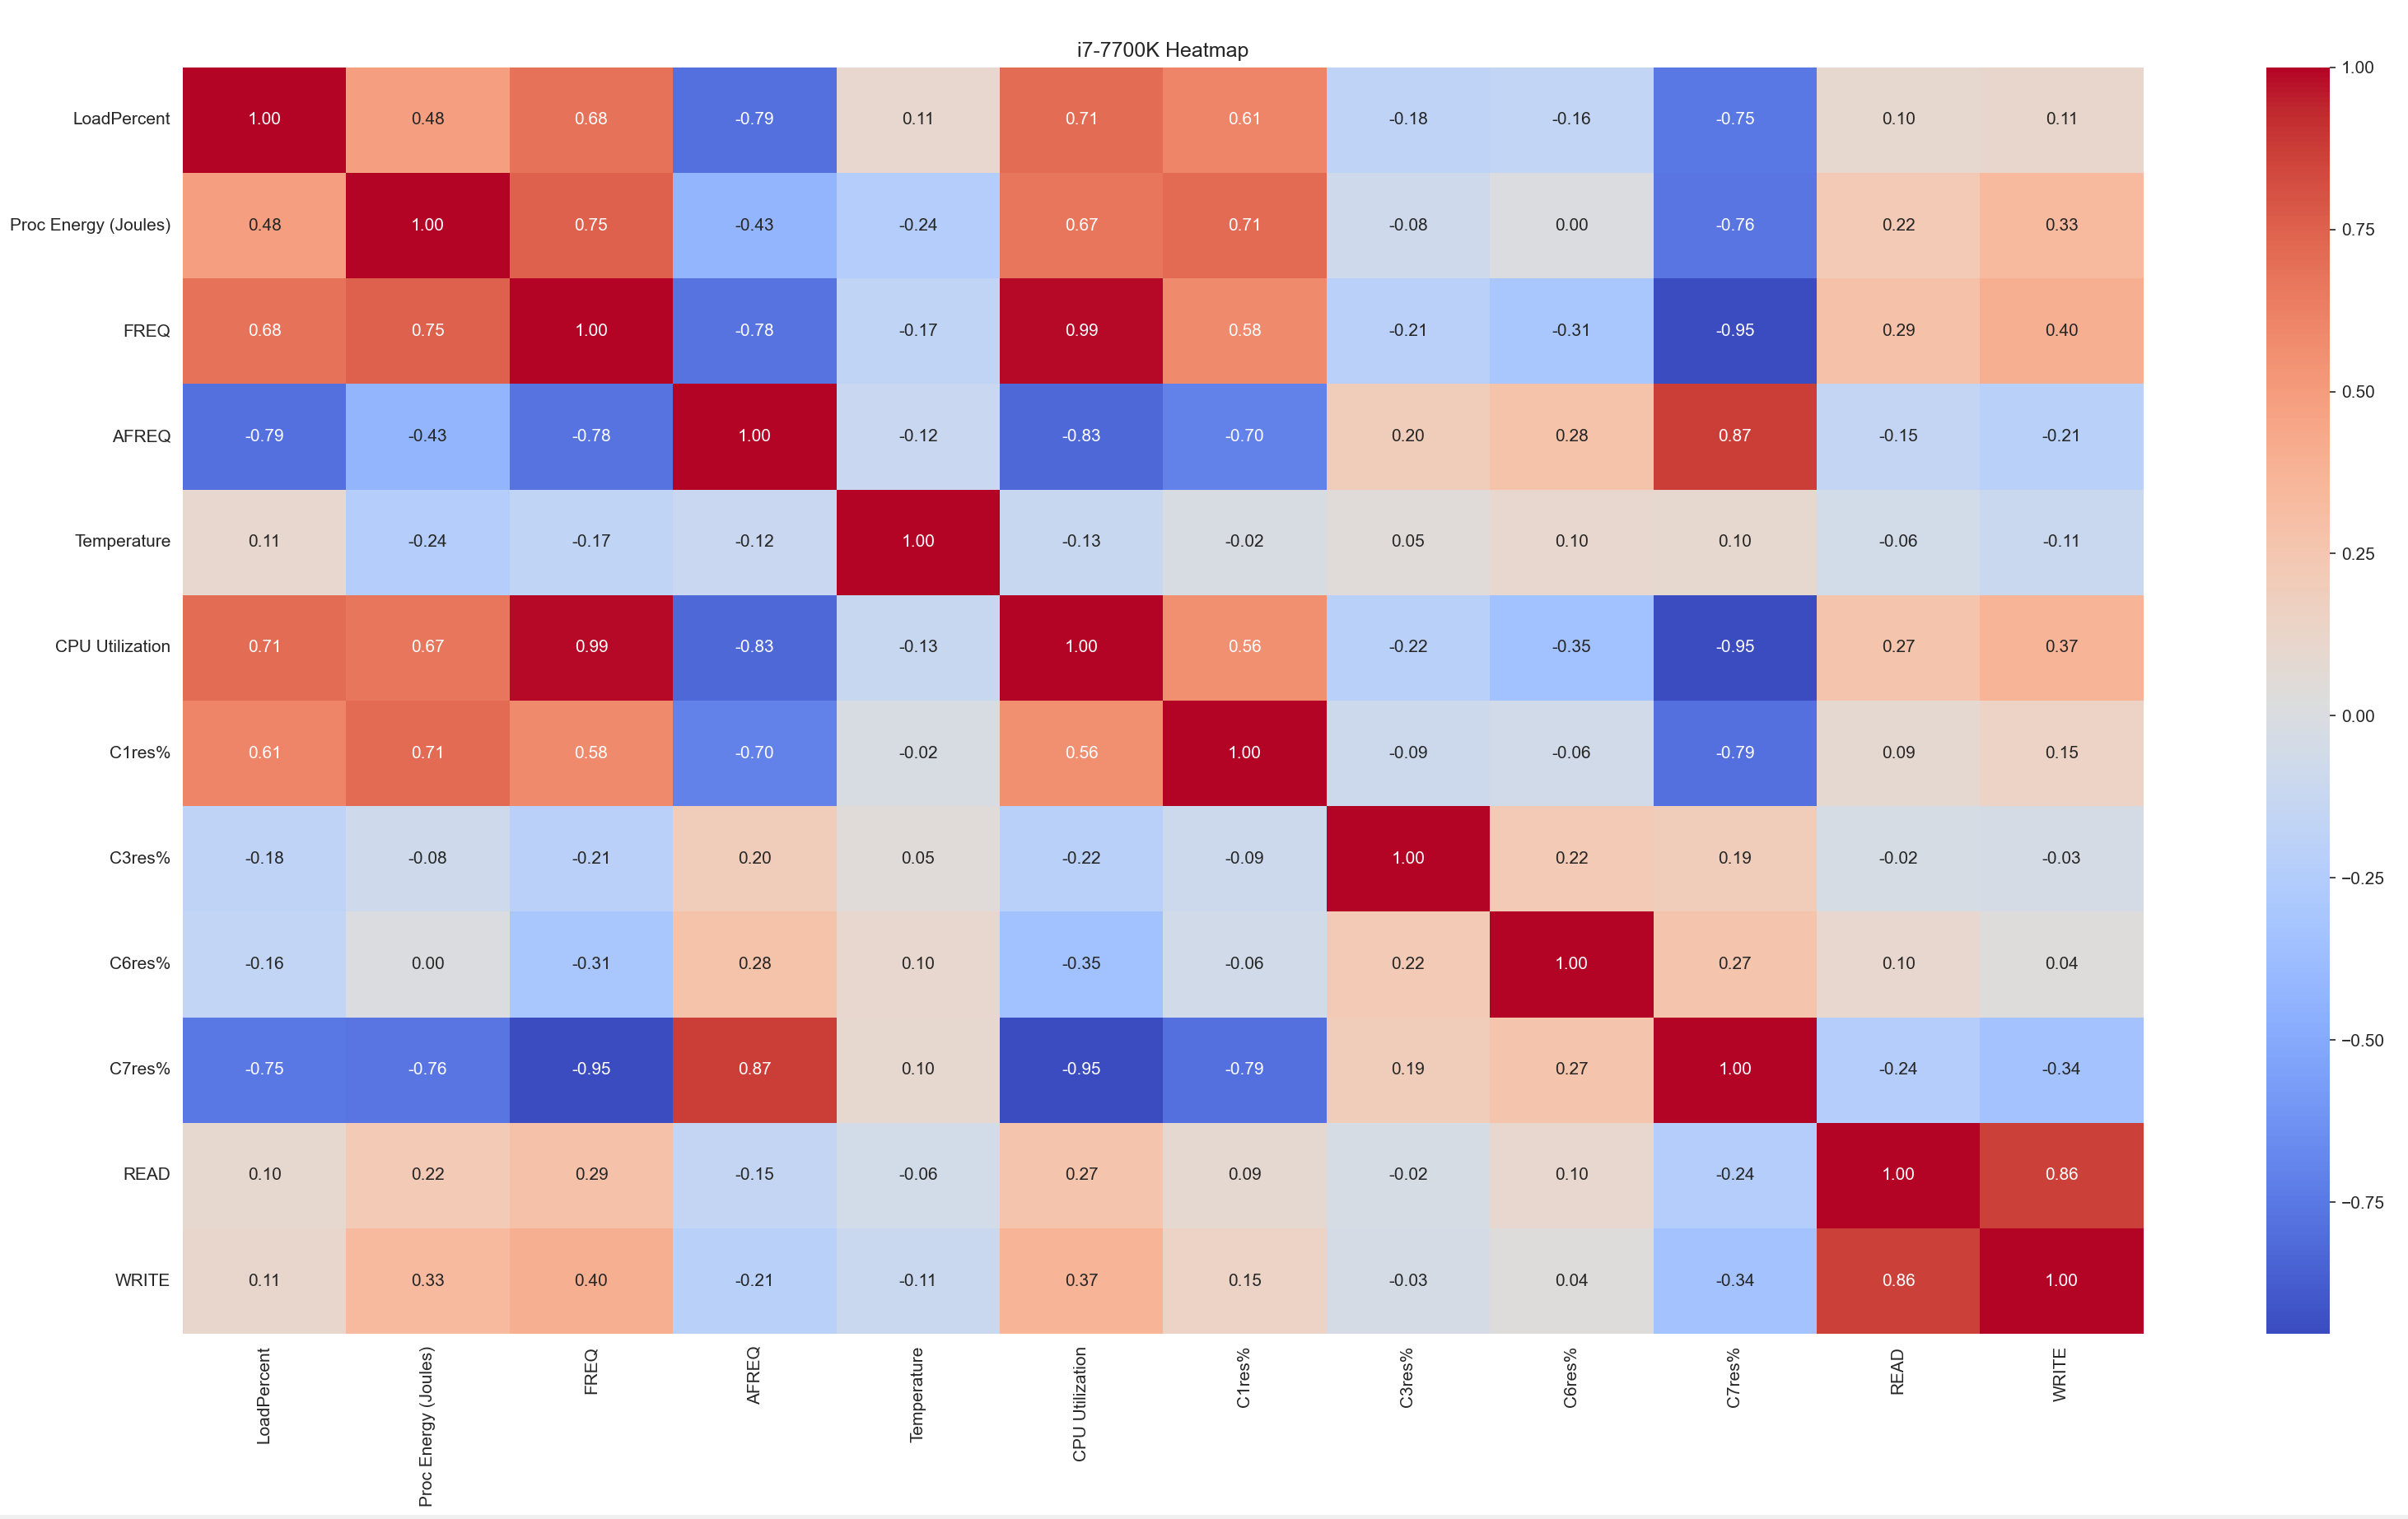 i7-7700K Heatmap
LoadPercent 1.00 0.48 0.68 -0.79 0.11 0.71 0.61 -0.18 -0.16 -0.75 0.10 0.11
Proc Energy (Joules) 0.48 1.00 0.75 -0.43 -0.24 0.67 0.71 -0.08 0.00 -0.76 0.22 0.33
FREQ 0.68 0.75 1.00 -0.78 -0.17 0.99 0.58 -0.21 -0.31 -0.95 0.29 0.40
AFREQ -0.79 -0.43 -0.78 1.00 -0.12 -0.83 -0.70 0.20 0.28 0.87 -0.15 -0.21
Temperature 0.11 -0.24 -0.17 -0.12 1.00 -0.13 -0.02 0.05 0.10 0.10 -0.06 -0.11
CPU Utilization 0.71 0.67 0.99 -0.83 -0.13 1.00 0.56 -0.22 -0.35 -0.95 0.27 0.37
C1res% 0.61 0.71 0.58 -0.70 -0.02 0.56 1.00 -0.09 -0.06 -0.79 0.09 0.15
C3res% -0.18 -0.08 -0.21 0.20 0.05 -0.22 -0.09 1.00 0.22 0.19 -0.02 -0.03
C6res% -0.16 0.00 -0.31 0.28 0.10 -0.35 -0.06 0.22 1.00 0.27 0.10 0.04
C7res% -0.75 -0.76 -0.95 0.87 0.10 -0.95 -0.79 0.19 0.27 1.00 -0.24 -0.34
READ 0.10 0.22 0.29 -0.15 -0.06 0.27 0.09 -0.02 0.10 -0.24 1.00 0.86
WRITE 0.11 0.33 0.40 -0.21 -0.11 0.37 0.15 -0.03 0.04 -0.34 0.86 1.00
LoadPercent
Proc Energy (Joules)
FREQ
AFREQ
Temperature
CPU Utilization
C1res%
C3res%
C6res%
C7res%
READ
WRITE
1.00
0.75
0.50
0.25
0.00
−0.25
−0.50
−0.75